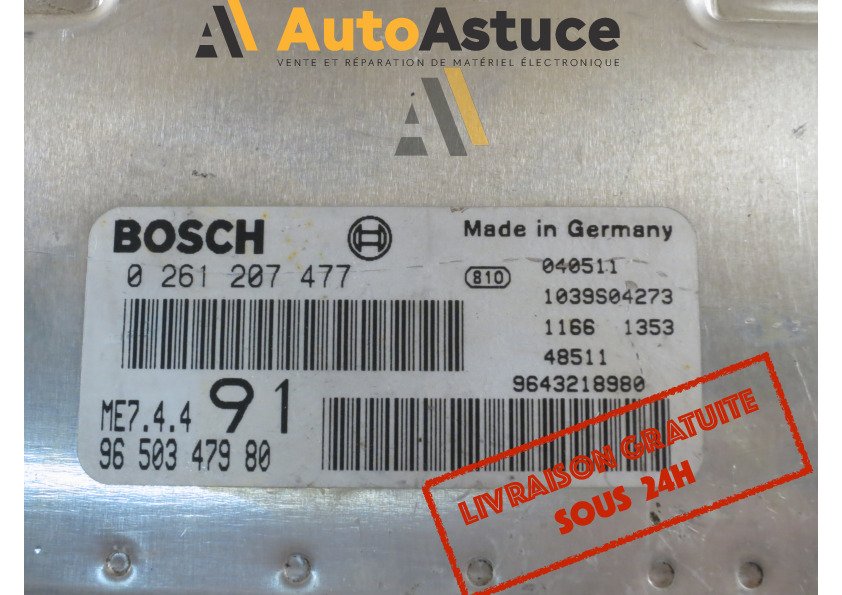 AutoAstuce
VENTE ET RÉPARATION DE MATÉRIEL ÉLECTRONIQUE
BOSCH
Made in Germany
0 261 207 477
810
040511
1039S04273
1166 1353
48511
9643218980
ME7.4.4 91
96 503 479 80
LIVRAISON GRATUITE
SOUS 24H